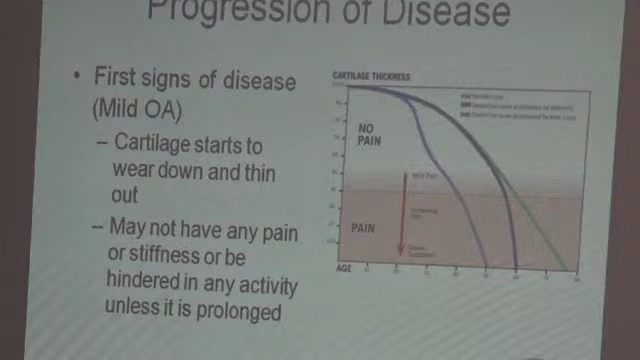 Progression of Disease
• First signs of disease
(Mild OA)
– Cartilage starts to
wear down and thin
out
– May not have any pain
or stiffness or be
hindered in any activity
unless it is prolonged
CARTILAGE THICKNESS
NO
PAIN
Mild Pain
PAIN
AGE